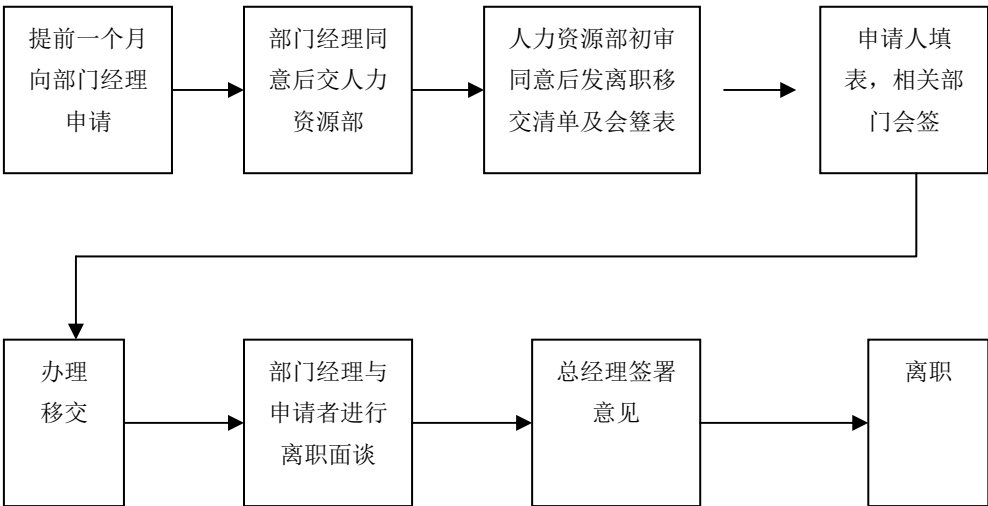 提前一个月
向部门经理
申请
部门经理同
意后交人力
资源部
人力资源部初审
同意后发离职移
交清单及会签表
申请人填
表，相关部
门会签
办理
移交
部门经理与
申请者进行
离职面谈
总经理签署
意见
离职